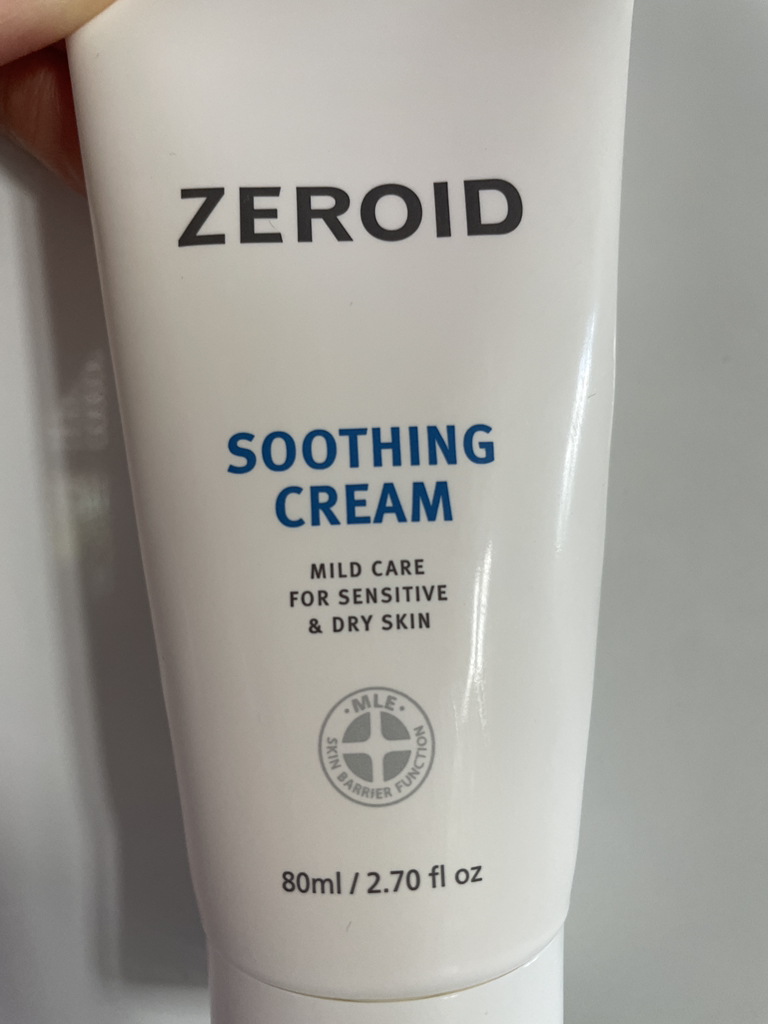 ZEROID
SOOTHING
CREAM
MILD CARE
FOR SENSITIVE
& DRY SKIN
·MLE·
SKIN BARRIER FUNCTION
80ml / 2.70 fl oz